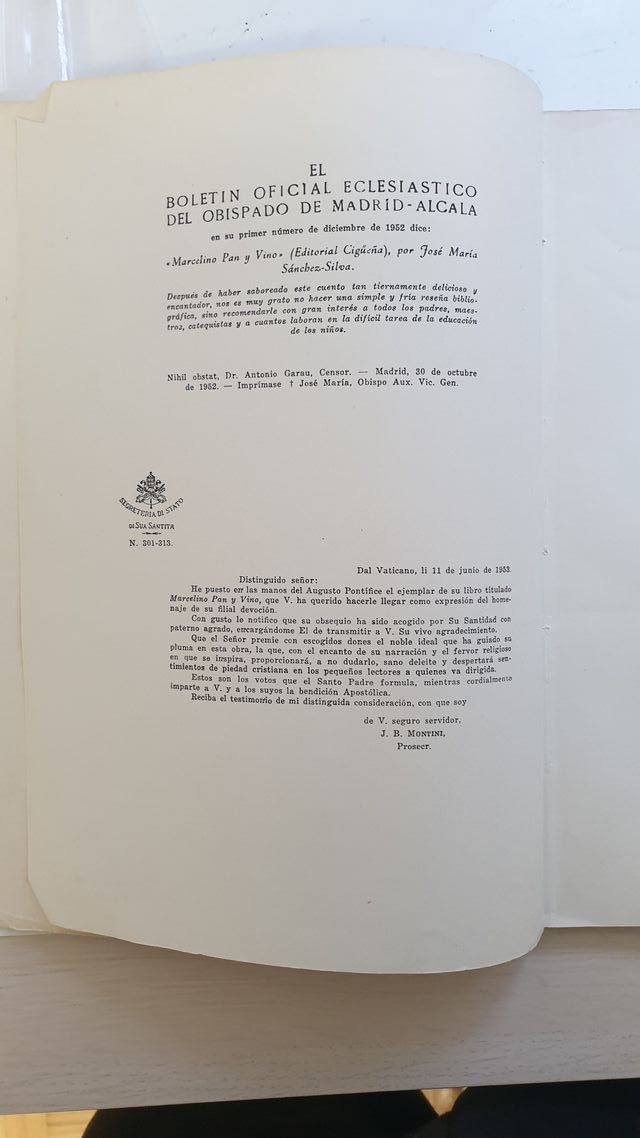 EL
BOLETIN OFICIAL ECLESIASTICO
DEL OBISPADO DE MADRID-ALCALA
en su primer número de diciembre de 1952 dice:
«Marcelino Pan y Vino» (Editorial Cigüeña), por José María
Sánchez-Silva.
Después de haber saboreado este cuento tan tiernamente delicioso y
encantador, nos es muy grato no hacer una simple y fría reseña biblio-
gráfica, sino recomendarle con gran interés a todos los padres, maes-
tros, catequistas y a cuantos laboran en la difícil tarea de la educación
de los niños.
Nihil obstat, Dr. Antonio Garau, Censor. — Madrid, 30 de octubre
de 1952. — Imprímase † José María, Obispo Aux. Vic. Gen.
SEGRETERIA DI STATO
DI SUA SANTITÀ
N. 301-313.
Dal Vaticano, li 11 de junio de 1953.
Distinguido señor:
He puesto en las manos del Augusto Pontífice el ejemplar de su libro titulado
Marcelino Pan y Vino, que V. ha querido hacerle llegar como expresión del home-
naje de su filial devoción.
Con gusto le notifico que su obsequio ha sido acogido por Su Santidad con
paterno agrado, encargándome El de transmitir a V. Su vivo agradecimiento.
Que el Señor premie con escogidos dones el noble ideal que ha guiado su
pluma en esta obra, la que, con el encanto de su narración y el fervor religioso
en que se inspira, proporcionará, a no dudarlo, sano deleite y despertará sen-
timientos de piedad cristiana en los pequeños lectores a quienes va dirigida.
Estos son los votos que el Santo Padre formula, mientras cordialmente
imparte a V. y a los suyos la bendición Apostólica.
Reciba el testimonio de mi distinguida consideración, con que soy
de V. seguro servidor,
J. B. MONTINI,
Prosecr.